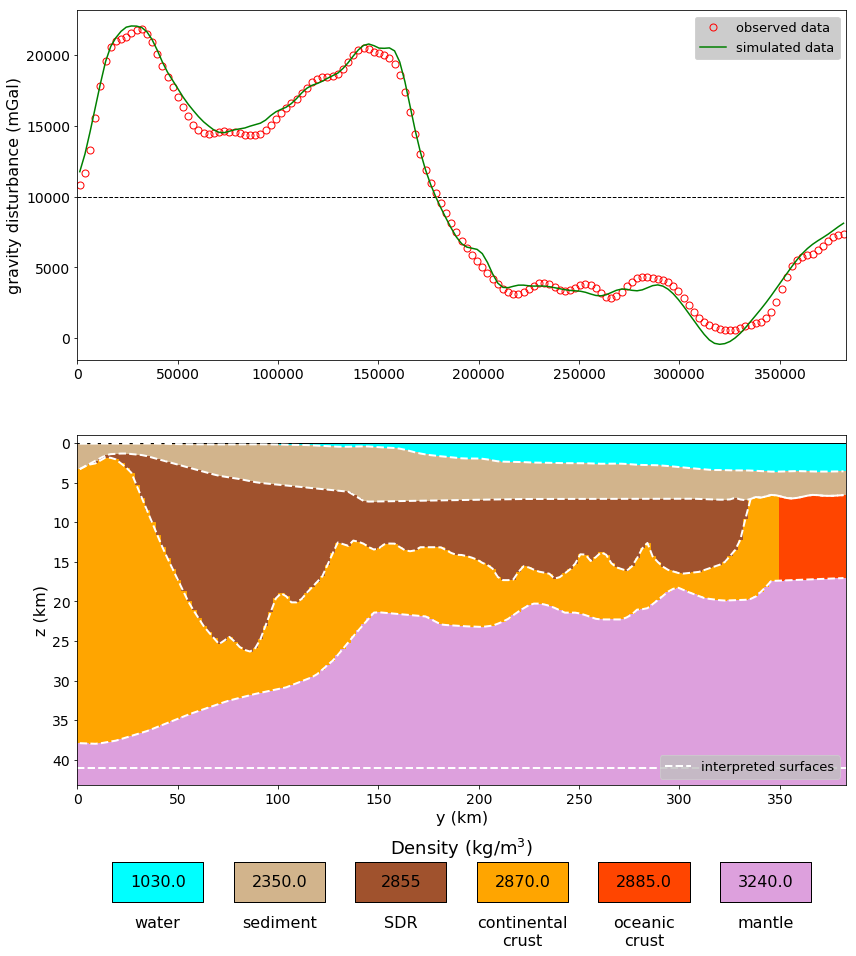 observed data
simulated data
gravity disturbance (mGal)
20000
15000
10000
5000
0
0 50000 100000 150000 200000 250000 300000 350000
z (km)
0
5
10
15
20
25
30
35
40
interpreted surfaces
0 50 100 150 200 250 300 350
y (km)
Density (kg/m³)
1030.0 2350.0 2855 2870.0 2885.0 3240.0
water sediment SDR continental oceanic mantle
crust crust